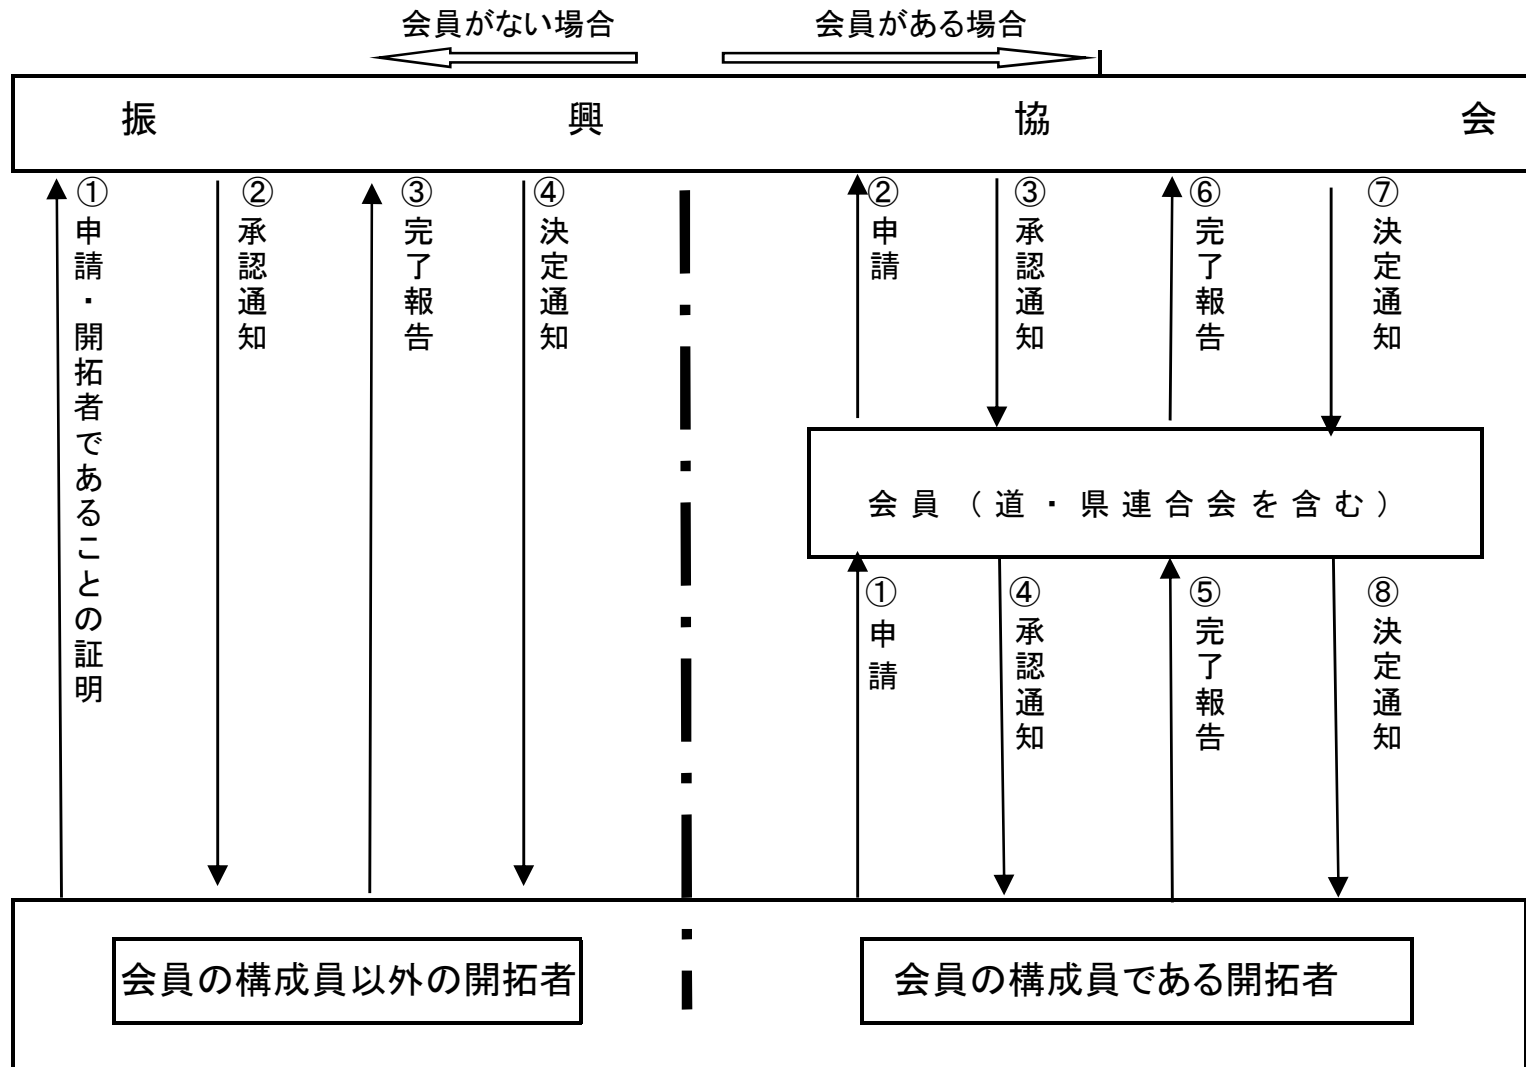 会員がない場合
会員がある場合
振興協会
①申請・開拓者であることの証明
②承認通知
③完了報告
④決定通知
②申請
③承認通知
⑥完了報告
⑦決定通知
会員（道・県連合会を含む）
①申請
④承認通知
⑤完了報告
⑧決定通知
会員の構成員以外の開拓者
会員の構成員である開拓者